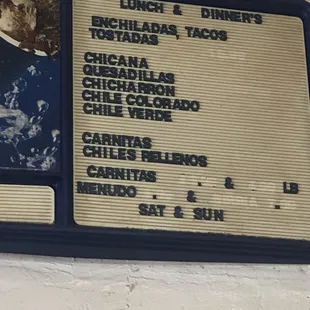 LUNCH & DINNER'S
ENCHILADAS, TACOS
TOSTADAS
CHICANA
QUESADILLAS
CHICHARRON
CHILE COLORADO
CHILE VERDE
CARNITAS
CHILES RELLENOS
CARNITAS & LB
MENUDO . & .
SAT & SUN